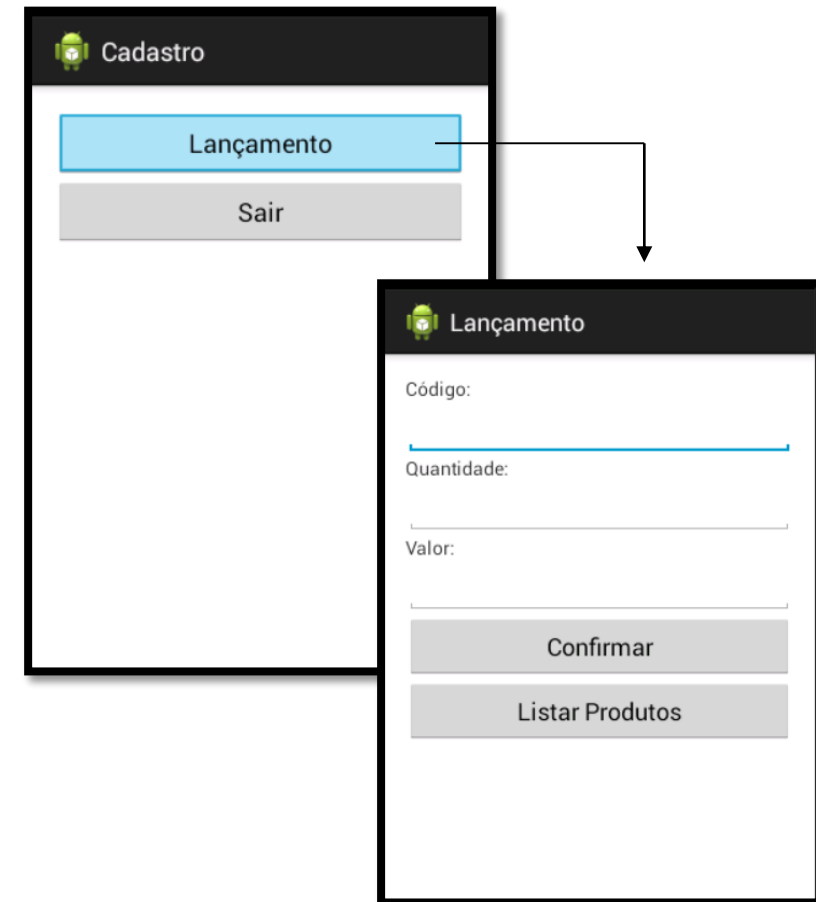 Cadastro
Lançamento
Sair
Lançamento
Código:
Quantidade:
Valor:
Confirmar
Listar Produtos